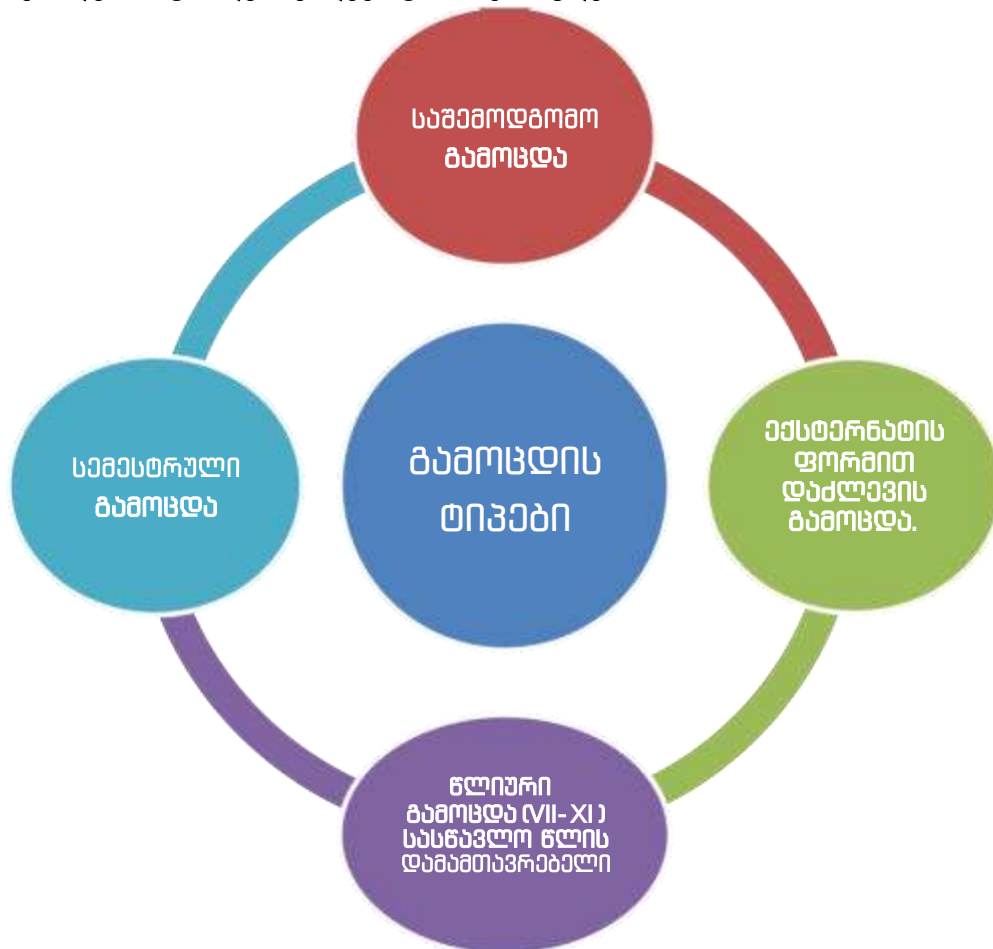 საშემოდგომო
გამოცდა
ექსტერნატის
ფორმით
დაძლევის
გამოცდა.
გამოცდის
ტიპები
სემესტრული
გამოცდა
წლიური
გამოცდა (VII- XI )
სასწავლო წლის
დამამთავრებელი